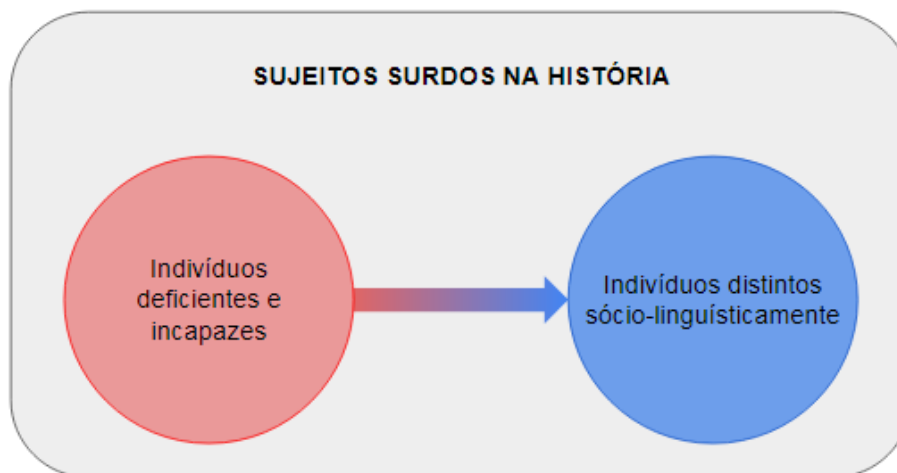 SUJEITOS SURDOS NA HISTÓRIA
Indivíduos
deficientes e
incapazes
Indivíduos distintos
sócio-linguísticamente